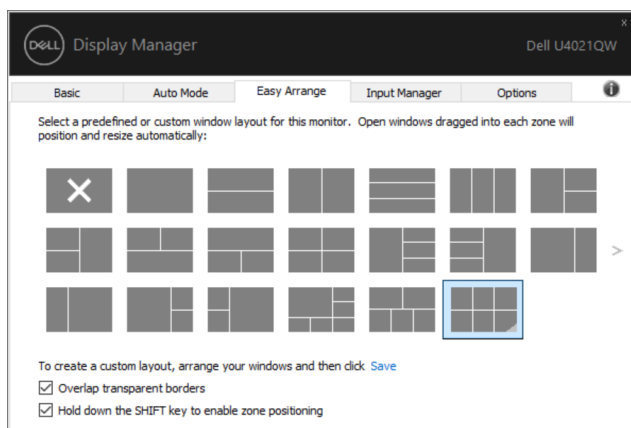 x
DELL Display Manager Dell U4021QW
Basic Auto Mode Easy Arrange Input Manager Options i
Select a predefined or custom window layout for this monitor. Open windows dragged into each zone will
position and resize automatically:
>
To create a custom layout, arrange your windows and then click Save
Overlap transparent borders
Hold down the SHIFT key to enable zone positioning